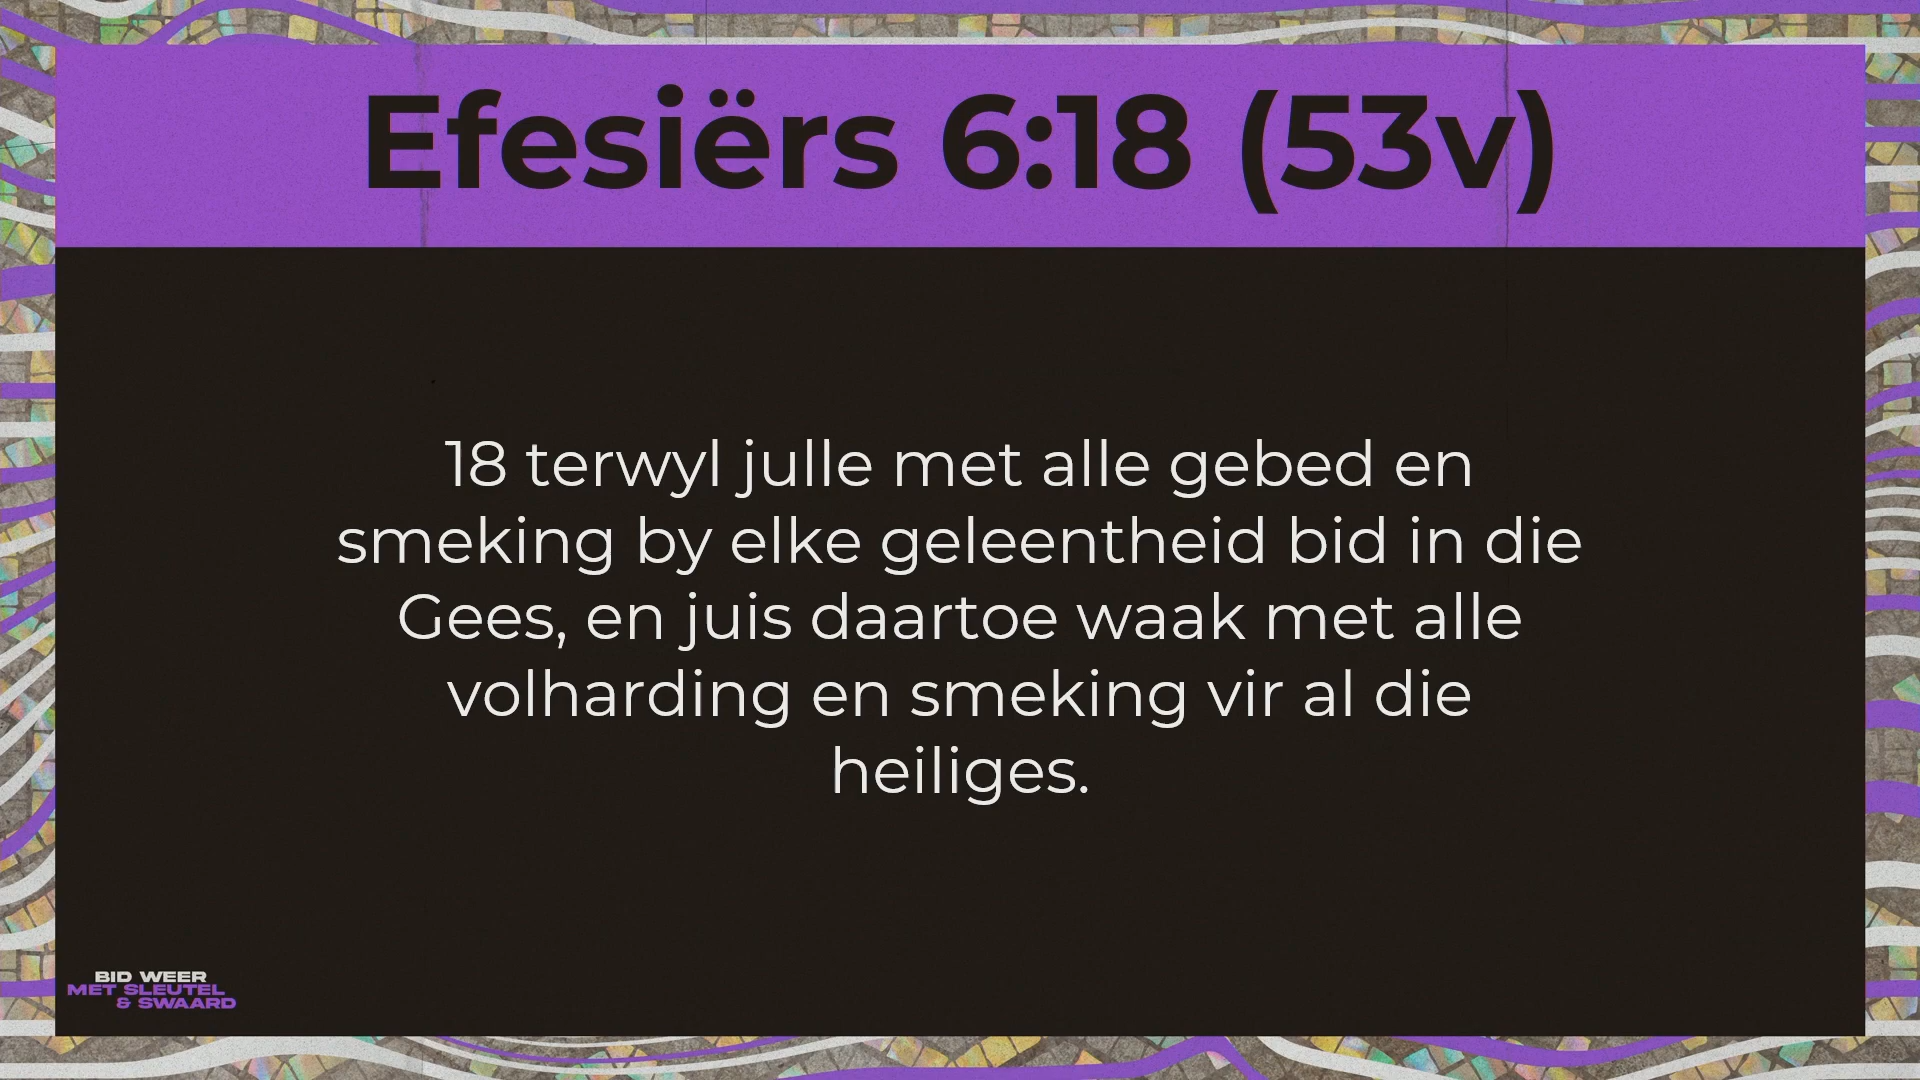 Efesiërs 6:18 (53v)
18 terwyl julle met alle gebed en
smeking by elke geleentheid bid in die
Gees, en juis daartoe waak met alle
volharding en smeking vir al die
heiliges.
BID WEER
MET SLEUTEL
& SWAARD